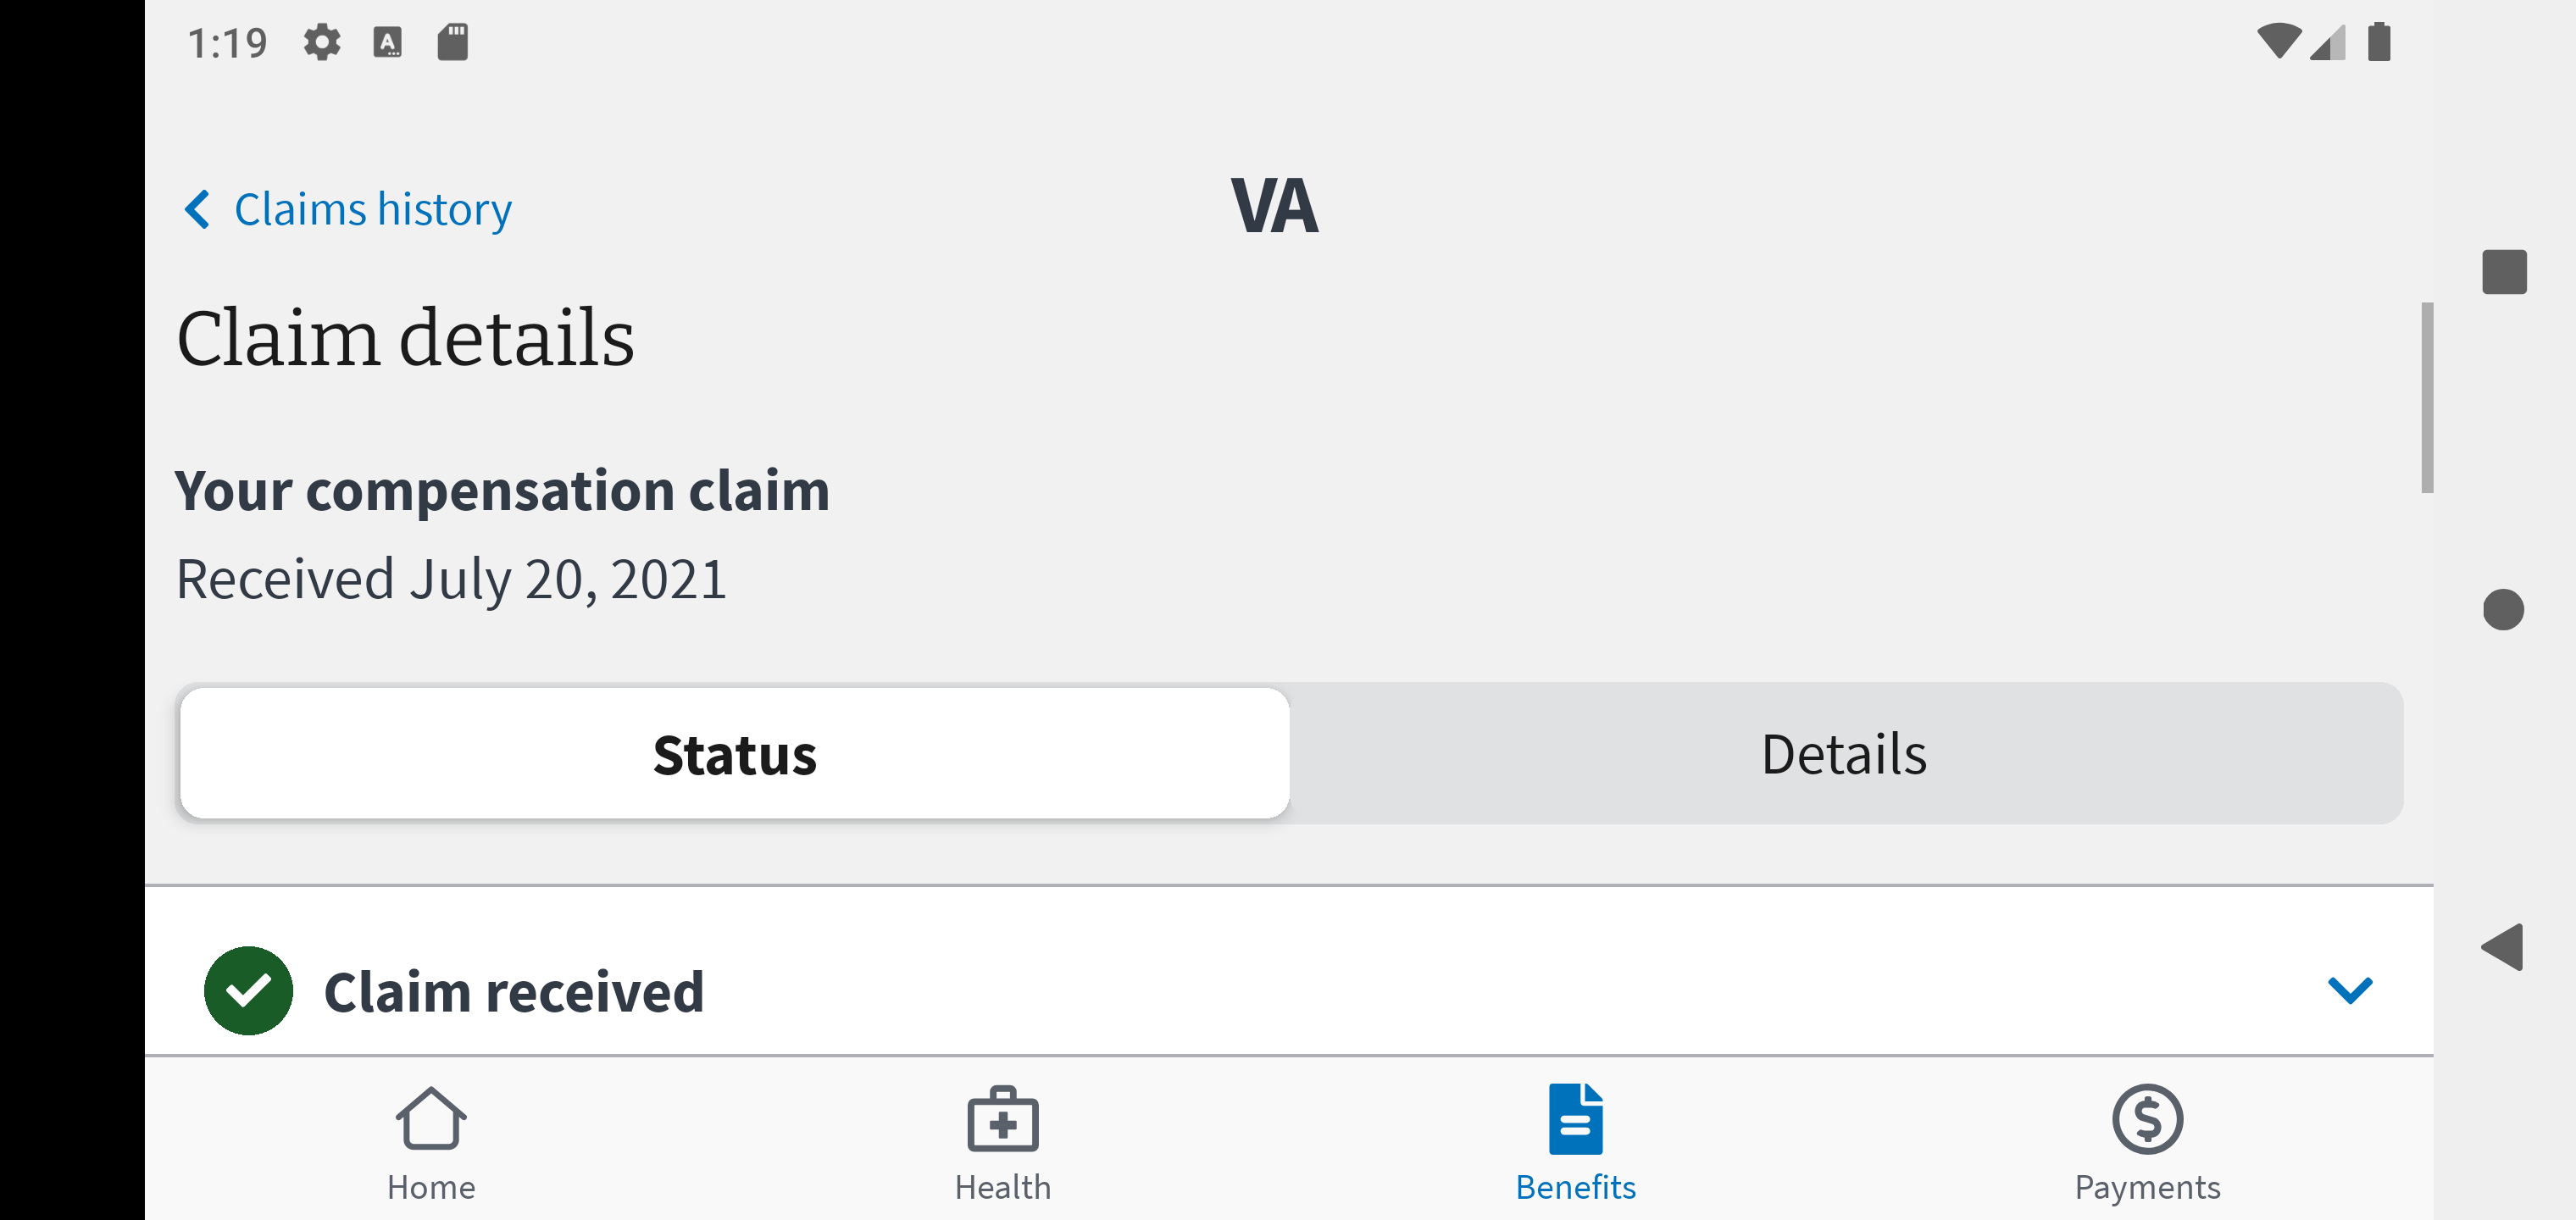 1:19
Claims history
VA
Claim details
Your compensation claim
Received July 20, 2021
Status
Details
Claim received
Home
Health
Benefits
Payments